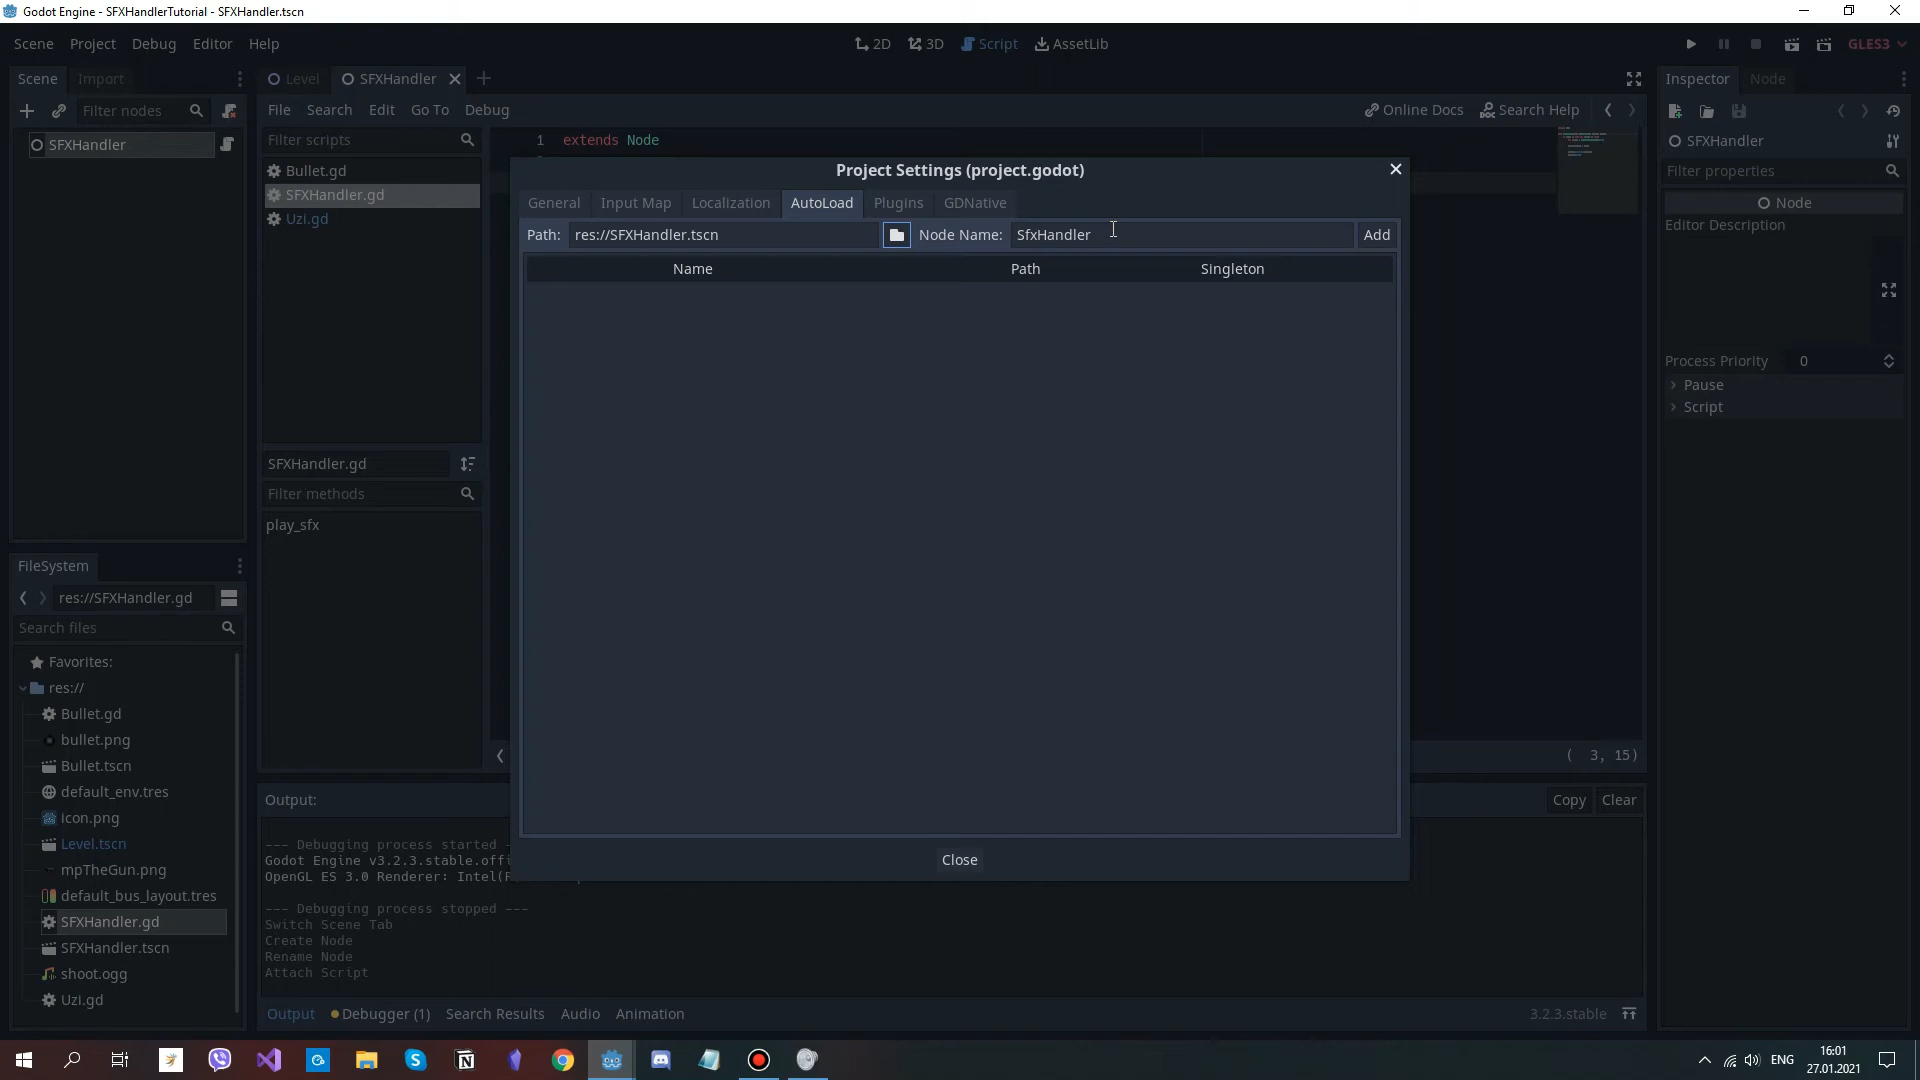 Godot Engine - SFXHandlerTutorial - SFXHandler.tscn
Scene Project Debug Editor Help
2D 3D Script AssetLib
GLES3
Scene Import
Filter nodes
SFXHandler
Level SFXHandler
File Search Edit Go To Debug
Online Docs Search Help
Filter scripts
Bullet.gd
SFXHandler.gd
Uzi.gd
SFXHandler.gd
Filter methods
play_sfx
1 extends Node
Project Settings (project.godot)
General Input Map Localization AutoLoad Plugins GDNative
Path: res://SFXHandler.tscn Node Name: SfxHandler Add
Name Path Singleton
Close
( 3, 15)
Inspector Node
SFXHandler
Filter properties
Node
Editor Description
Process Priority 0
Pause
Script
FileSystem
res://SFXHandler.gd
Search files
Favorites:
res://
Bullet.gd
bullet.png
Bullet.tscn
default_env.tres
icon.png
Level.tscn
mpTheGun.png
default_bus_layout.tres
SFXHandler.gd
SFXHandler.tscn
shoot.ogg
Uzi.gd
Output: Copy Clear
--- Debugging process started
Godot Engine v3.2.3.stable.offi
OpenGL ES 3.0 Renderer: Intel(R
--- Debugging process stopped ---
Switch Scene Tab
Create Node
Rename Node
Attach Script
Output Debugger (1) Search Results Audio Animation
3.2.3.stable
ENG
16:01
27.01.2021